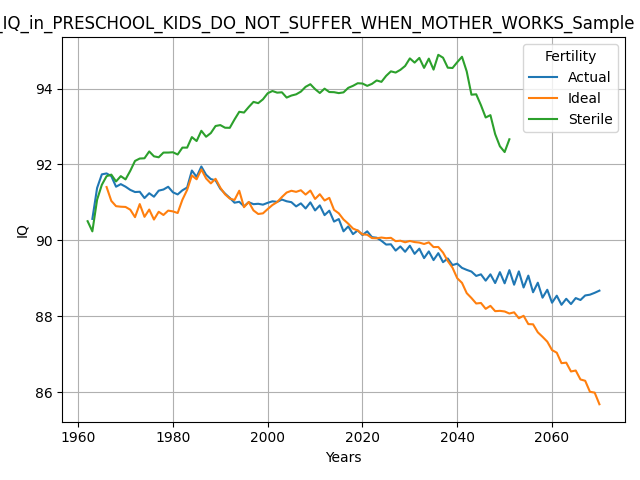 _IQ_in_PRESCHOOL_KIDS_DO_NOT_SUFFER_WHEN_MOTHER_WORKS_Sample
94
92
90
88
86
IQ
1960
1980
2000
2020
2040
2060
Years
Fertility
Actual
Ideal
Sterile